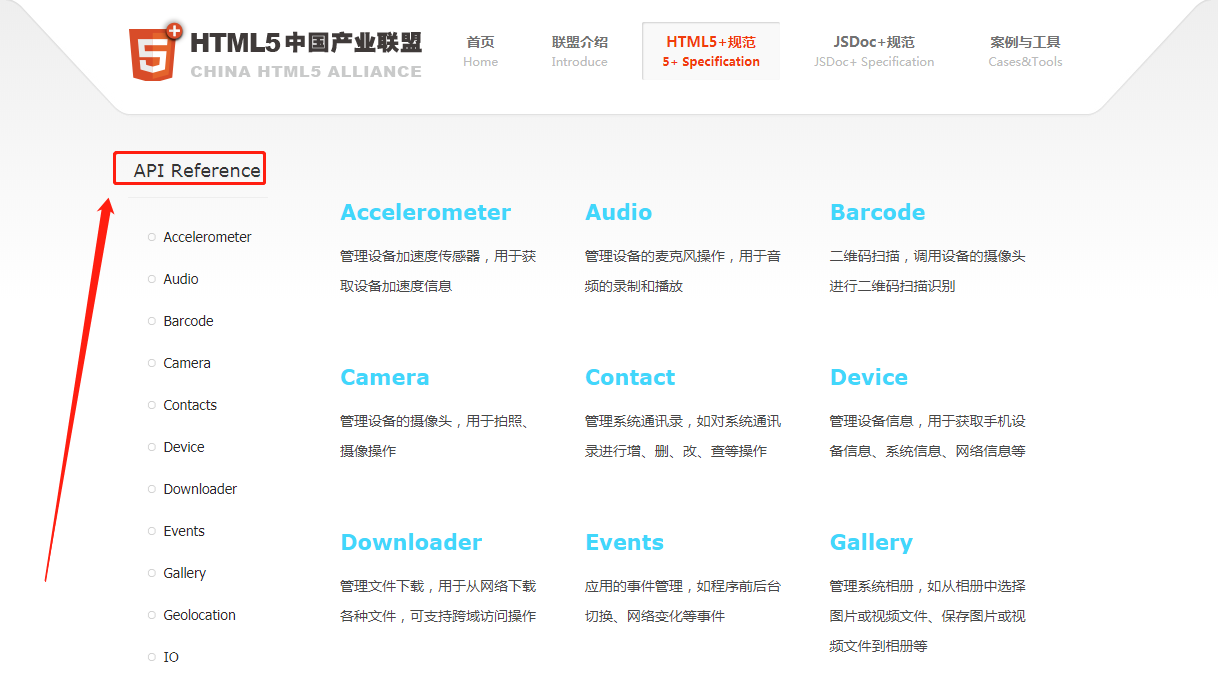 HTML5中国产业联盟
CHINA HTML5 ALLIANCE
首页
Home
联盟介绍
Introduce
HTML5+规范
5+ Specification
JSDoc+规范
JSDoc+ Specification
案例与工具
Cases&Tools
API Reference
Accelerometer
Audio
Barcode
Camera
Contacts
Device
Downloader
Events
Gallery
Geolocation
IO
Accelerometer
管理设备加速度传感器，用于获
取设备加速度信息
Audio
管理设备的麦克风操作，用于音
频的录制和播放
Barcode
二维码扫描，调用设备的摄像头
进行二维码扫描识别
Camera
管理设备的摄像头，用于拍照、
摄像操作
Contact
管理系统通讯录，如对系统通讯
录进行增、删、改、查等操作
Device
管理设备信息，用于获取手机设
备信息、系统信息、网络信息等
Downloader
管理文件下载，用于从网络下载
各种文件，可支持跨域访问操作
Events
应用的事件管理，如程序前后台
切换、网络变化等事件
Gallery
管理系统相册，如从相册中选择
图片或视频文件、保存图片或视
频文件到相册等